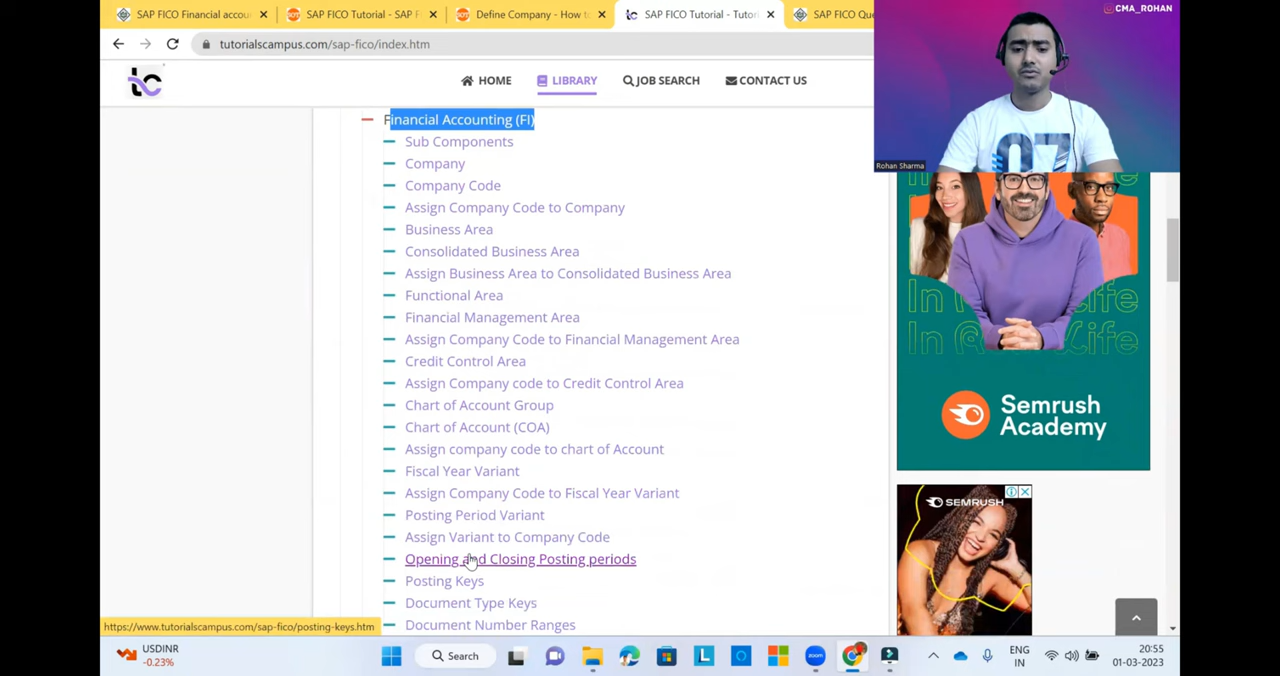 SAP FICO Financial accou
SAP FICO Tutorial - SAP F
Define Company - How t
SAP FICO Tutorial - Tutori
SAP FICO Que
CMA_ROHAN
tutorialscampus.com/sap-fico/index.htm
tc
HOME
LIBRARY
JOB SEARCH
CONTACT US
Rohan Sharma
Financial Accounting (FI)
Sub Components
Company
Company Code
Assign Company Code to Company
Business Area
Consolidated Business Area
Assign Business Area to Consolidated Business Area
Functional Area
Financial Management Area
Assign Company Code to Financial Management Area
Credit Control Area
Assign Company code to Credit Control Area
Chart of Account Group
Chart of Account (COA)
Assign company code to chart of Account
Fiscal Year Variant
Assign Company Code to Fiscal Year Variant
Posting Period Variant
Assign Variant to Company Code
Opening and Closing Posting periods
Posting Keys
Document Type Keys
Document Number Ranges
Semrush
Academy
SEMRUSH
https://www.tutorialscampus.com/sap-fico/posting-keys.htm
USDINR
-0.23%
Search
zoom
ENG
IN
20:55
01-03-2023